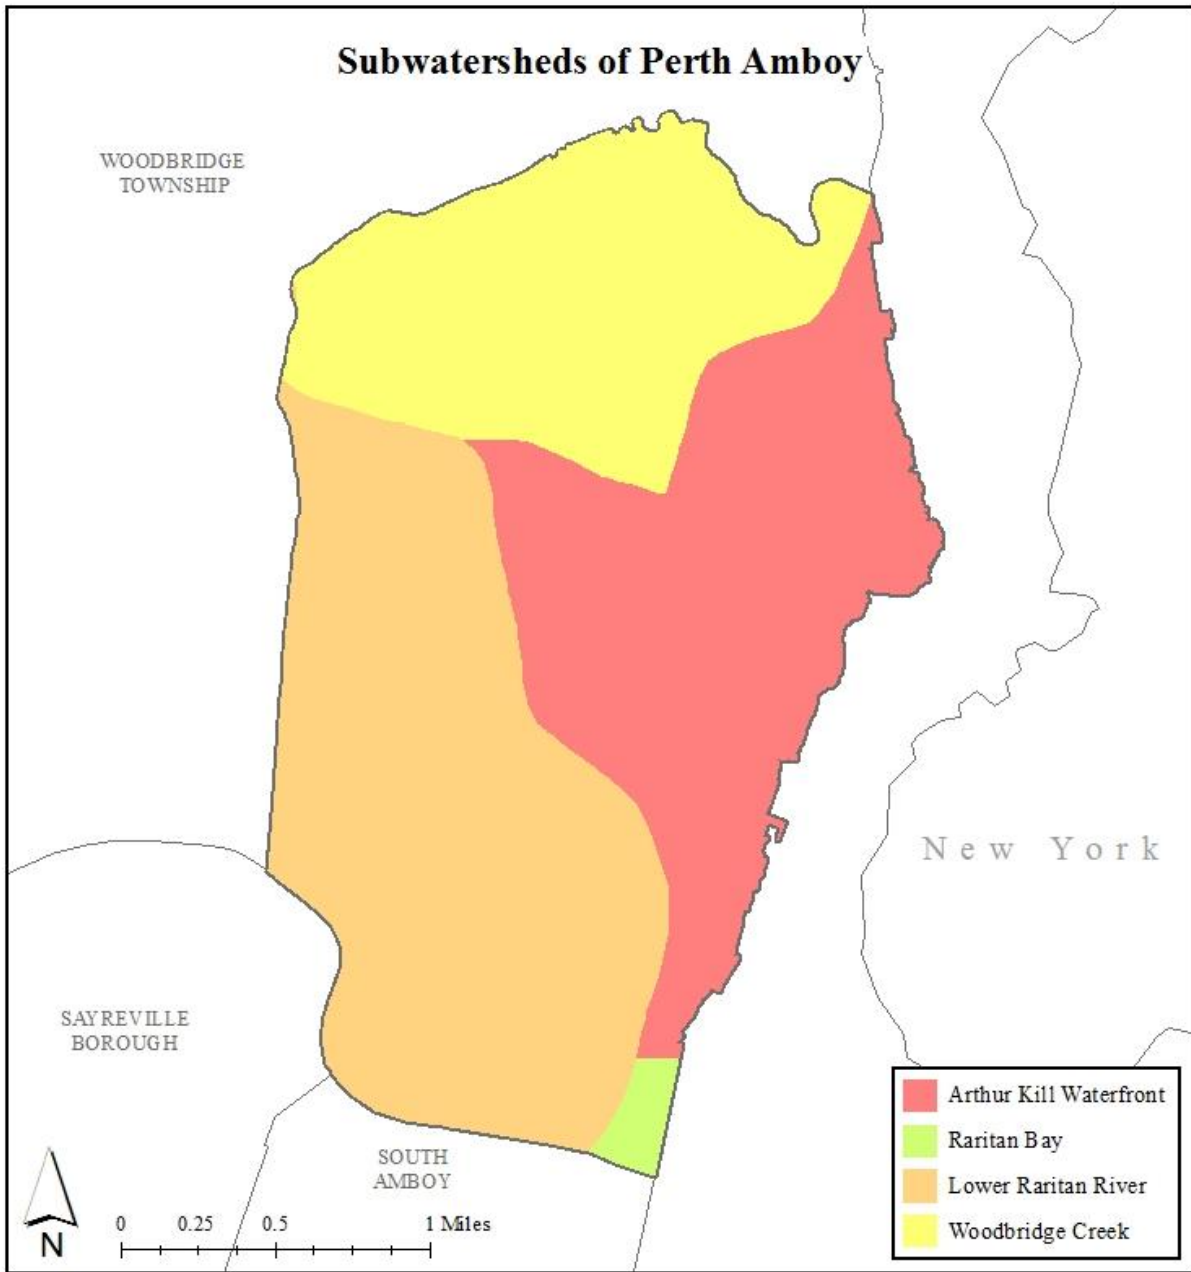 Subwatersheds of Perth Amboy
WOODBRIDGE
TOWNSHIP
New York
SAYREVILLE
BOROUGH
SOUTH
AMBOY
Arthur Kill Waterfront
Raritan Bay
Lower Raritan River
Woodbridge Creek
N
0 0.25 0.5 1 Miles